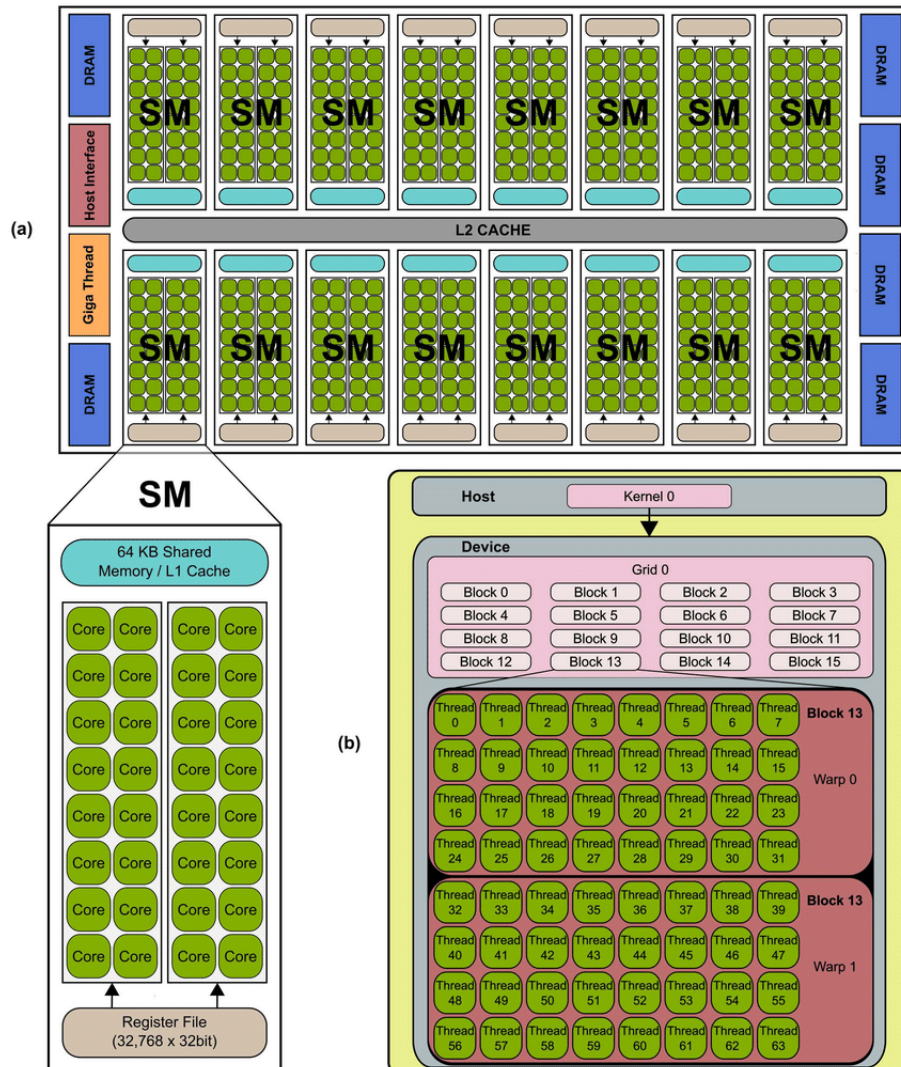 (a)
DRAM
Host Interface
Giga Thread
DRAM
SM SM SM SM SM SM SM SM
L2 CACHE
SM SM SM SM SM SM SM SM
DRAM
DRAM
DRAM
DRAM
SM
64 KB Shared
Memory / L1 Cache
Core Core Core Core
Core Core Core Core
Core Core Core Core
Core Core Core Core
Core Core Core Core
Core Core Core Core
Core Core Core Core
Core Core Core Core
Register File
(32,768 x 32bit)
(b)
Host
Kernel 0
Device
Grid 0
Block 0 Block 1 Block 2 Block 3
Block 4 Block 5 Block 6 Block 7
Block 8 Block 9 Block 10 Block 11
Block 12 Block 13 Block 14 Block 15
Block 13
Warp 0
Thread Thread Thread Thread Thread Thread Thread Thread
0 1 2 3 4 5 6 7
Thread Thread Thread Thread Thread Thread Thread Thread
8 9 10 11 12 13 14 15
Thread Thread Thread Thread Thread Thread Thread Thread
16 17 18 19 20 21 22 23
Thread Thread Thread Thread Thread Thread Thread Thread
24 25 26 27 28 29 30 31
Block 13
Warp 1
Thread Thread Thread Thread Thread Thread Thread Thread
32 33 34 35 36 37 38 39
Thread Thread Thread Thread Thread Thread Thread Thread
40 41 42 43 44 45 46 47
Thread Thread Thread Thread Thread Thread Thread Thread
48 49 50 51 52 53 54 55
Thread Thread Thread Thread Thread Thread Thread Thread
56 57 58 59 60 61 62 63